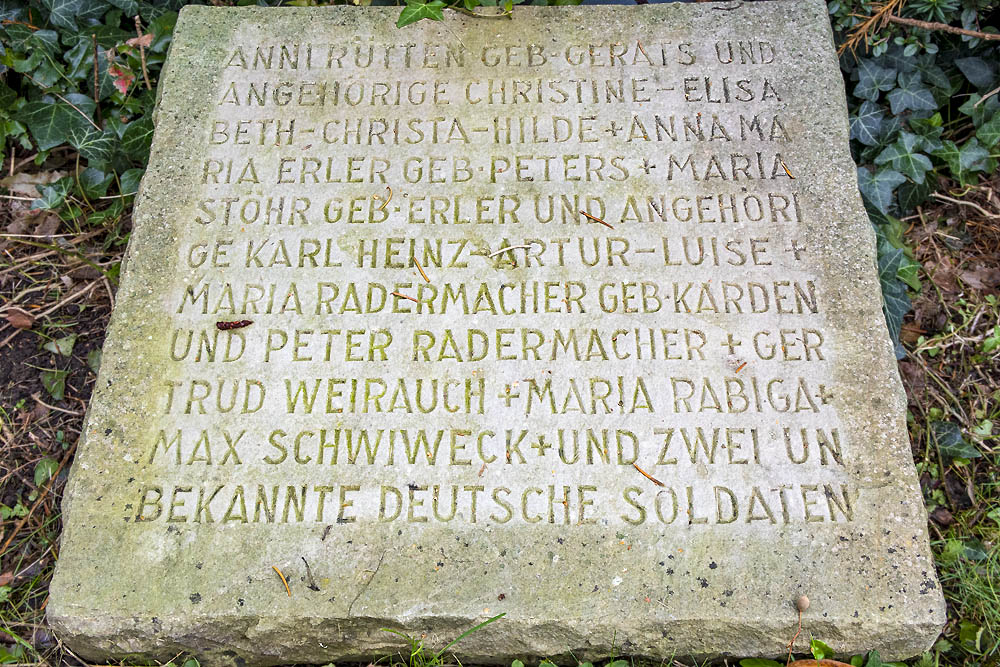 ANNI RÜTTEN GEB · GERATS UND
ANGEHÖRIGE CHRISTINE – ELISA
BETH – CHRISTA – HILDE + ANNA MA
RIA ERLER GEB · PETERS + MARIA
STÖHR GEB · ERLER UND ANGEHÖRI
GE KARL HEINZ – ARTUR – LUISE +
MARIA RADERMACHER GEB · KARDEN
UND PETER RADERMACHER + GER
TRUD WEIRAUCH + MARIA RABIGA +
MAX SCHWIWECK + UND ZWEI UN
BEKANNTE DEUTSCHE SOLDATEN